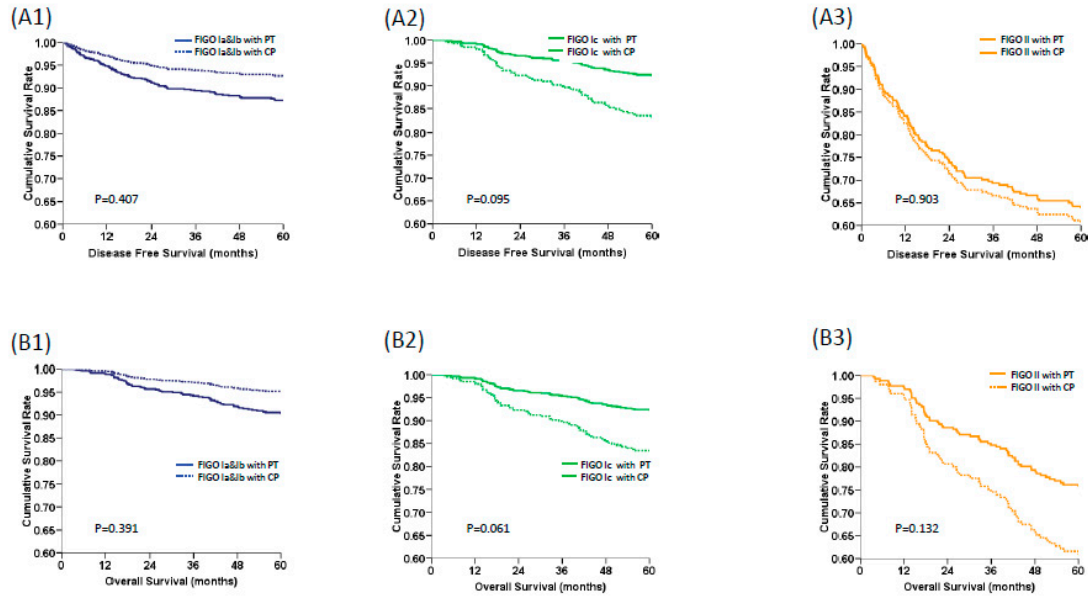 (A1)
FIGO Ia&Ib with PT
FIGO Ia&Ib with CP
Cumulative Survival Rate
1.00
0.95
0.90
0.85
0.80
0.75
0.70
0.65
0.60
P=0.407
0 12 24 36 48 60
Disease Free Survival (months)
(A2)
FIGO Ic with PT
FIGO Ic with CP
Cumulative Survival Rate
1.00
0.95
0.90
0.85
0.80
0.75
0.70
0.65
0.60
P=0.095
0 12 24 36 48 60
Disease Free Survival (months)
(A3)
FIGO II with PT
FIGO II with CP
Cumulative Survival Rate
1.00
0.95
0.90
0.85
0.80
0.75
0.70
0.65
0.60
P=0.903
0 12 24 36 48 60
Disease Free Survival (months)
(B1)
Cumulative Survival Rate
1.00
0.95
0.90
0.85
0.80
0.75
0.70
0.65
0.60
FIGO Ia&Ib with PT
FIGO Ia&Ib with CP
P=0.391
0 12 24 36 48 60
Overall Survival (months)
(B2)
Cumulative Survival Rate
1.00
0.95
0.90
0.85
0.80
0.75
0.70
0.65
0.60
FIGO Ic with PT
FIGO Ic with CP
P=0.061
0 12 24 36 48 60
Overall Survival (months)
(B3)
FIGO II with PT
FIGO II with CP
Cumulative Survival Rate
1.00
0.95
0.90
0.85
0.80
0.75
0.70
0.65
0.60
P=0.132
0 12 24 36 48 60
Overall Survival (months)